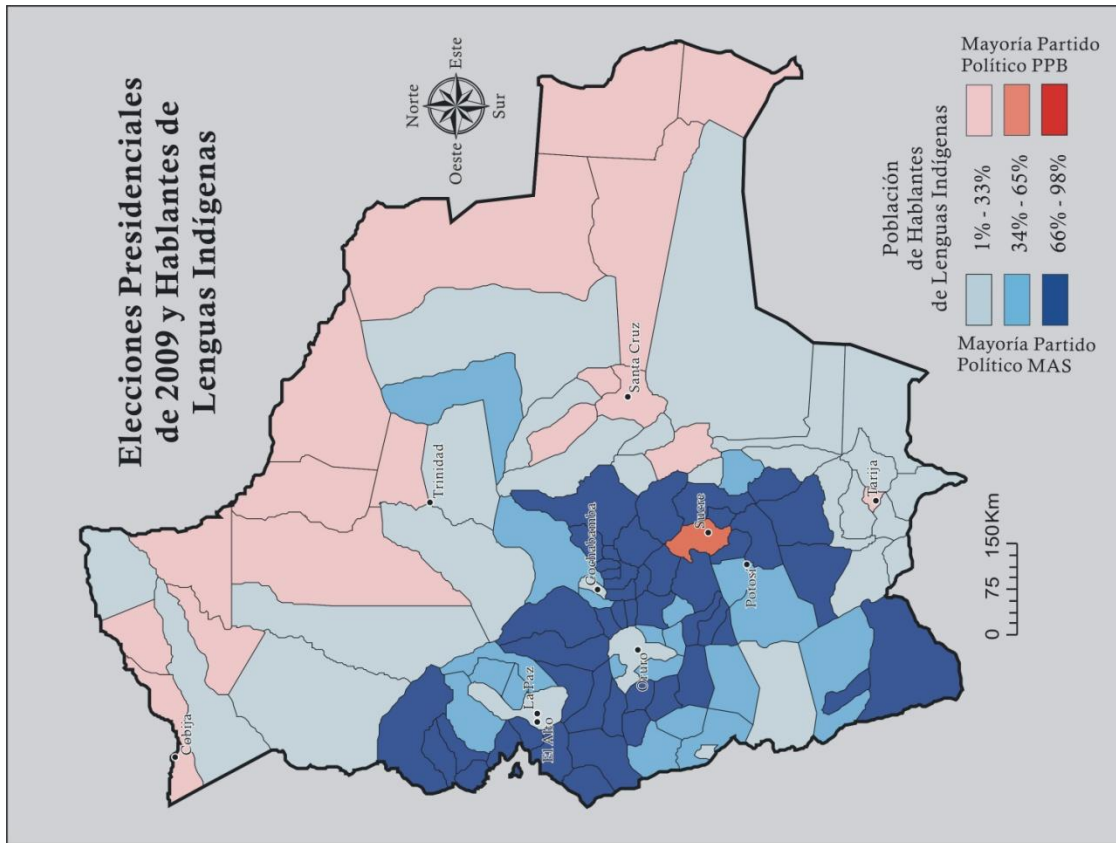 Elecciones Presidenciales
de 2009 y Hablantes de
Lenguas Indígenas
Norte
Oeste
Este
Sur
Cobija
Trinidad
La Paz
El Alto
Cochabamba
Santa Cruz
Oruro
Sucre
Potosí
Tarija
0 75 150Km
Población
de Hablantes
de Lenguas Indígenas
Mayoría Partido
Político MAS
1% - 33%
34% - 65%
66% - 98%
Mayoría Partido
Político PPB